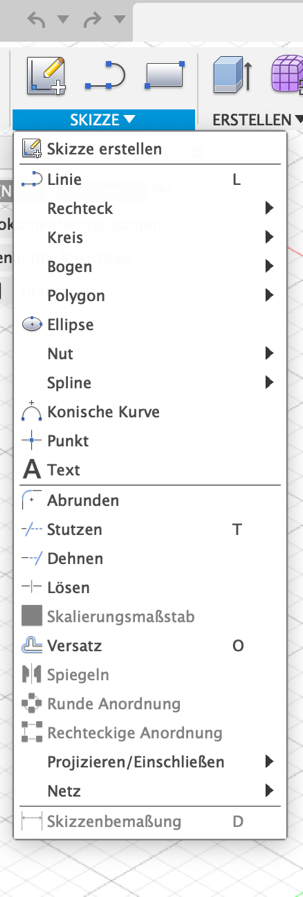 SKIZZE
ERSTELLEN
Skizze erstellen
Linie L
Rechteck
Kreis
Bogen
Polygon
Ellipse
Nut
Spline
Konische Kurve
Punkt
A Text
Abrunden
Stutzen T
Dehnen
Lösen
Skalierungsmaßstab
Versatz O
Spiegeln
Runde Anordnung
Rechteckige Anordnung
Projizieren/Einschließen
Netz
Skizzenbemaßung D